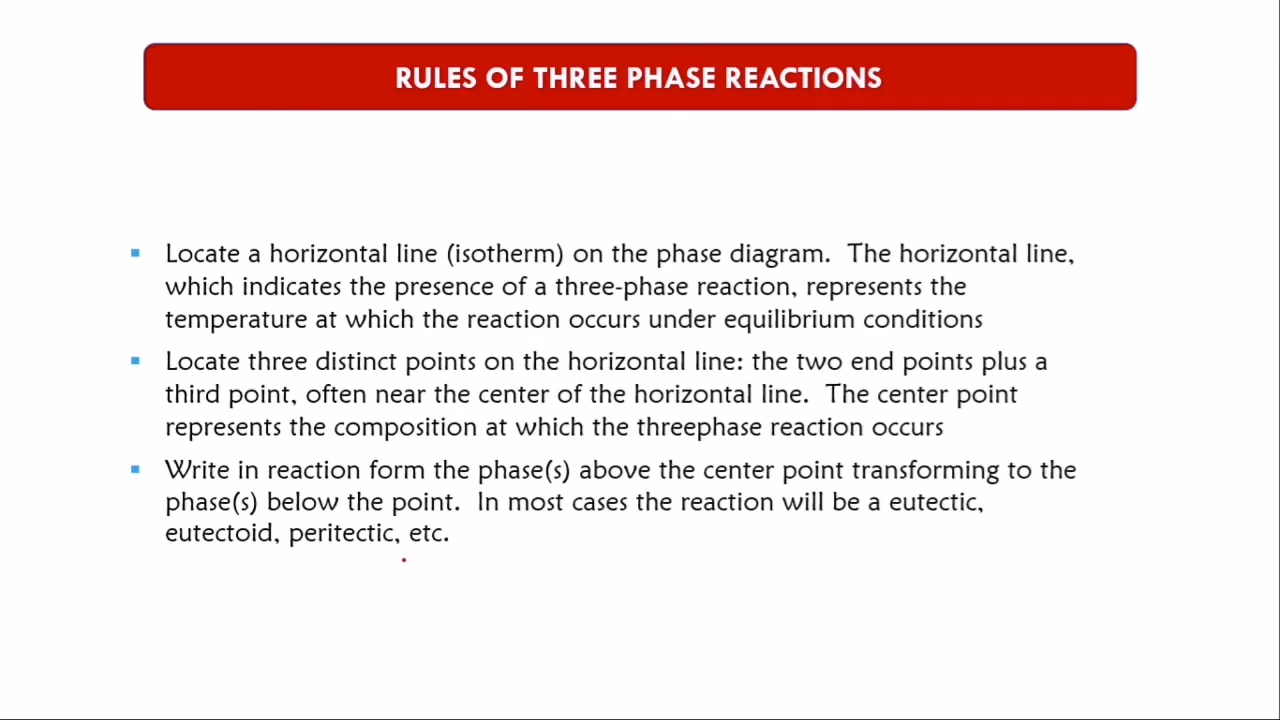 RULES OF THREE PHASE REACTIONS
Locate a horizontal line (isotherm) on the phase diagram. The horizontal line,
which indicates the presence of a three-phase reaction, represents the
temperature at which the reaction occurs under equilibrium conditions
Locate three distinct points on the horizontal line: the two end points plus a
third point, often near the center of the horizontal line. The center point
represents the composition at which the threephase reaction occurs
Write in reaction form the phase(s) above the center point transforming to the
phase(s) below the point. In most cases the reaction will be a eutectic,
eutectoid, peritectic, etc.